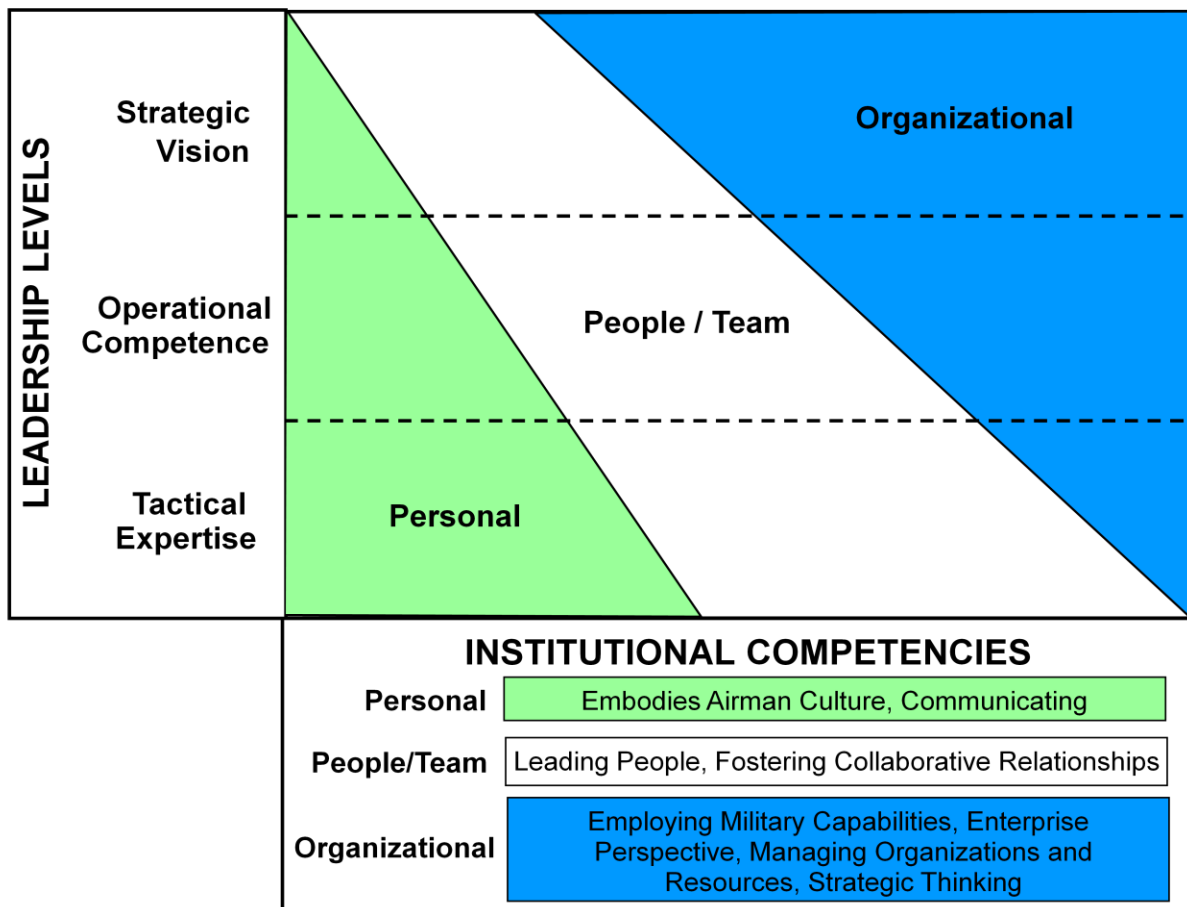 LEADERSHIP LEVELS
Strategic
Vision
Organizational
Operational
Competence
People / Team
Tactical
Expertise
Personal
INSTITUTIONAL COMPETENCIES
Personal
Embodies Airman Culture, Communicating
People/Team
Leading People, Fostering Collaborative Relationships
Organizational
Employing Military Capabilities, Enterprise
Perspective, Managing Organizations and
Resources, Strategic Thinking